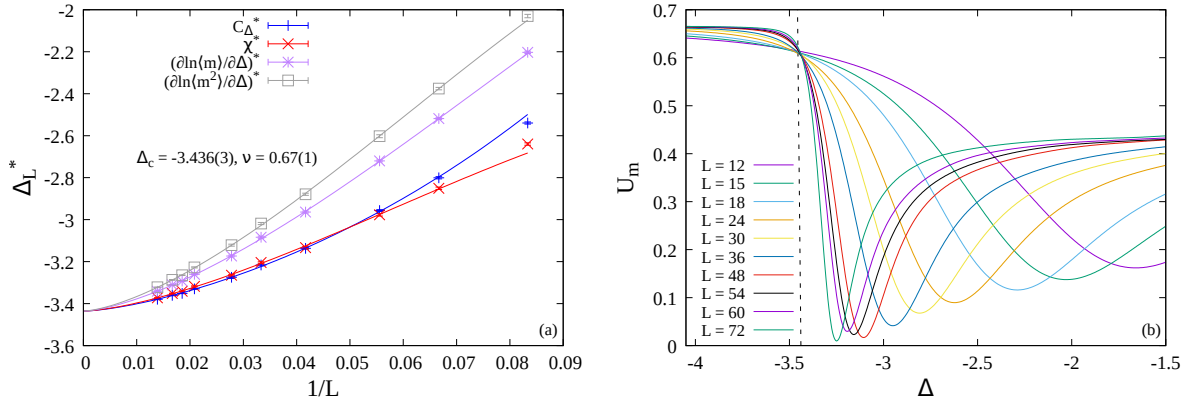 -2
-2.2
-2.4
-2.6
-2.8
-3
-3.2
-3.4
-3.6
Δ_L^*
C_Δ^*
χ^*
(∂ln⟨m⟩/∂Δ)^*
(∂ln⟨m²⟩/∂Δ)^*
Δ_c = -3.436(3), ν = 0.67(1)
(a)
0 0.01 0.02 0.03 0.04 0.05 0.06 0.07 0.08 0.09
1/L
0.7
0.6
0.5
0.4
0.3
0.2
0.1
0
U_m
L = 12
L = 15
L = 18
L = 24
L = 30
L = 36
L = 48
L = 54
L = 60
L = 72
(b)
-4 -3.5 -3 -2.5 -2 -1.5
Δ